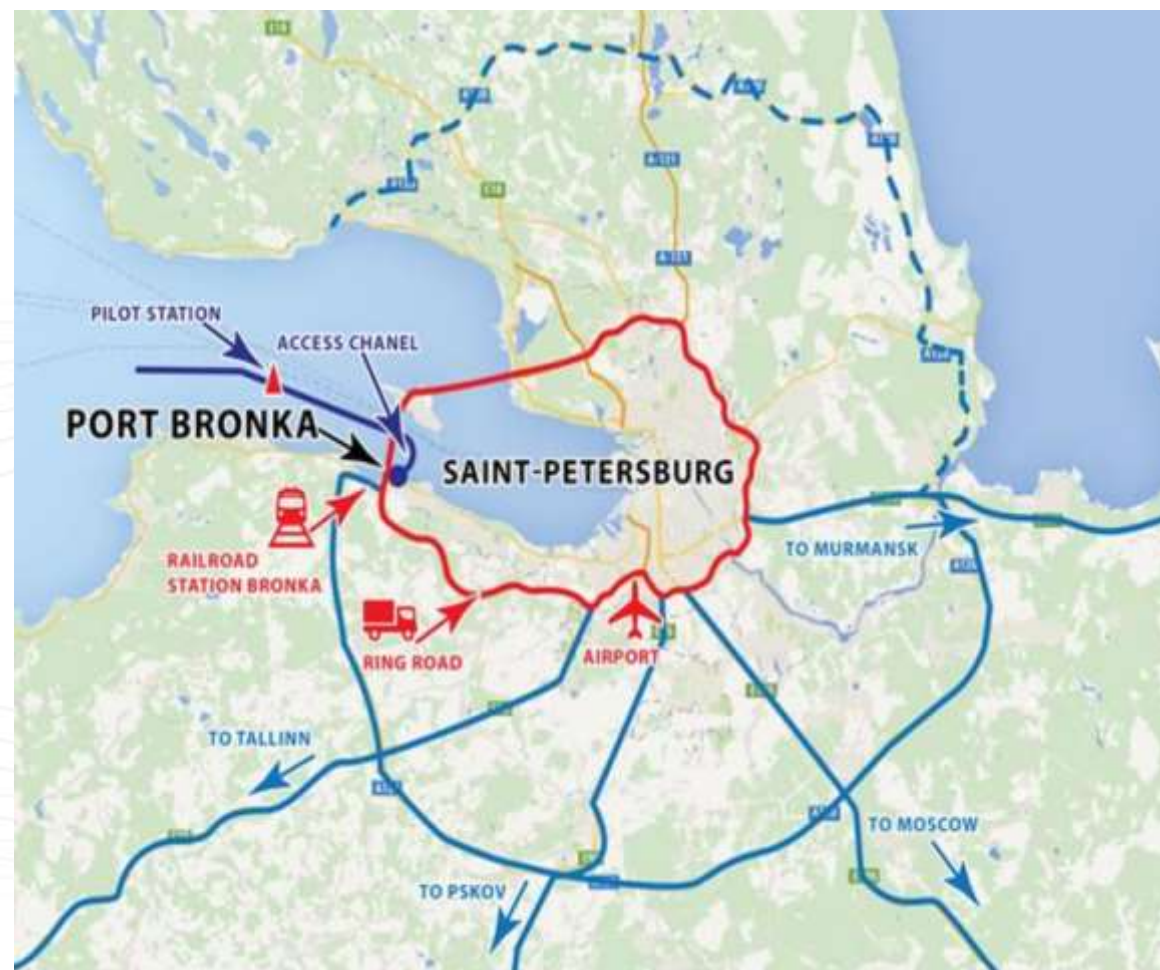 PILOT STATION
ACCESS CHANEL
PORT BRONKA
SAINT-PETERSBURG
RAILROAD
STATION BRONKA
TO MURMANSK
RING ROAD
AIRPORT
TO TALLINN
TO MOSCOW
TO PSKOV